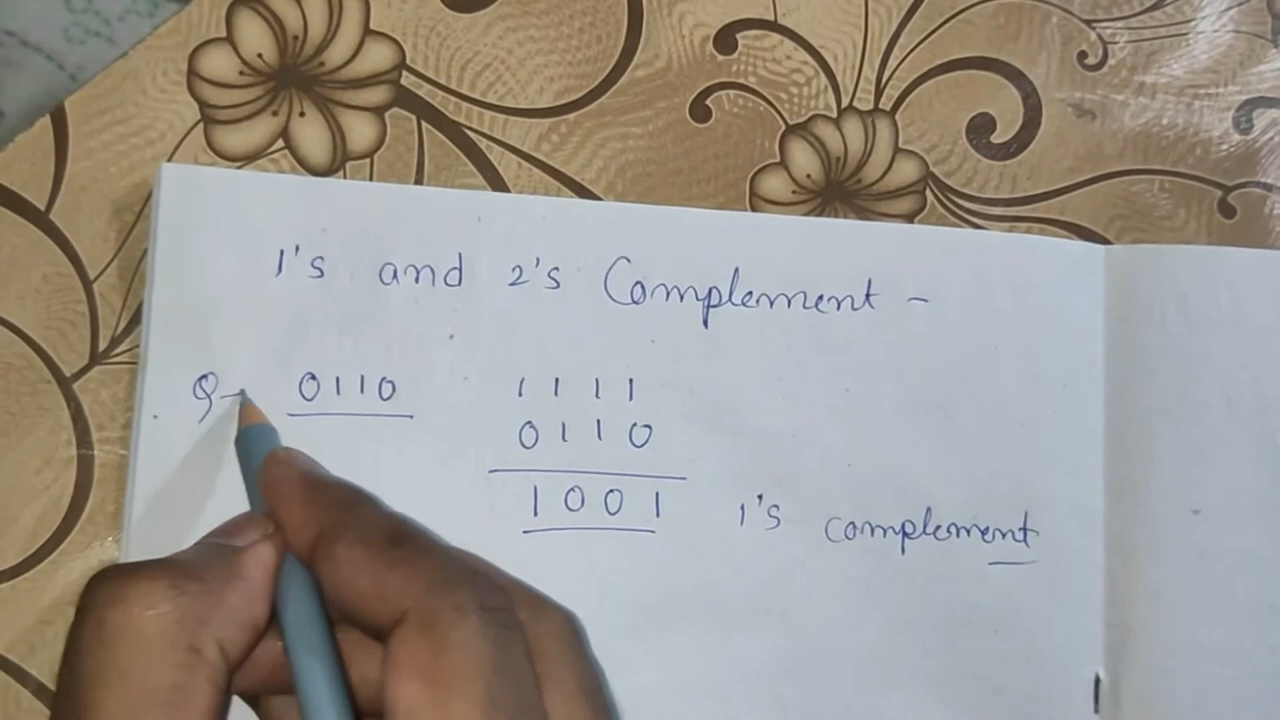 1's and 2's Complement -
Q- 0110 1111
0110
1001 1's complement